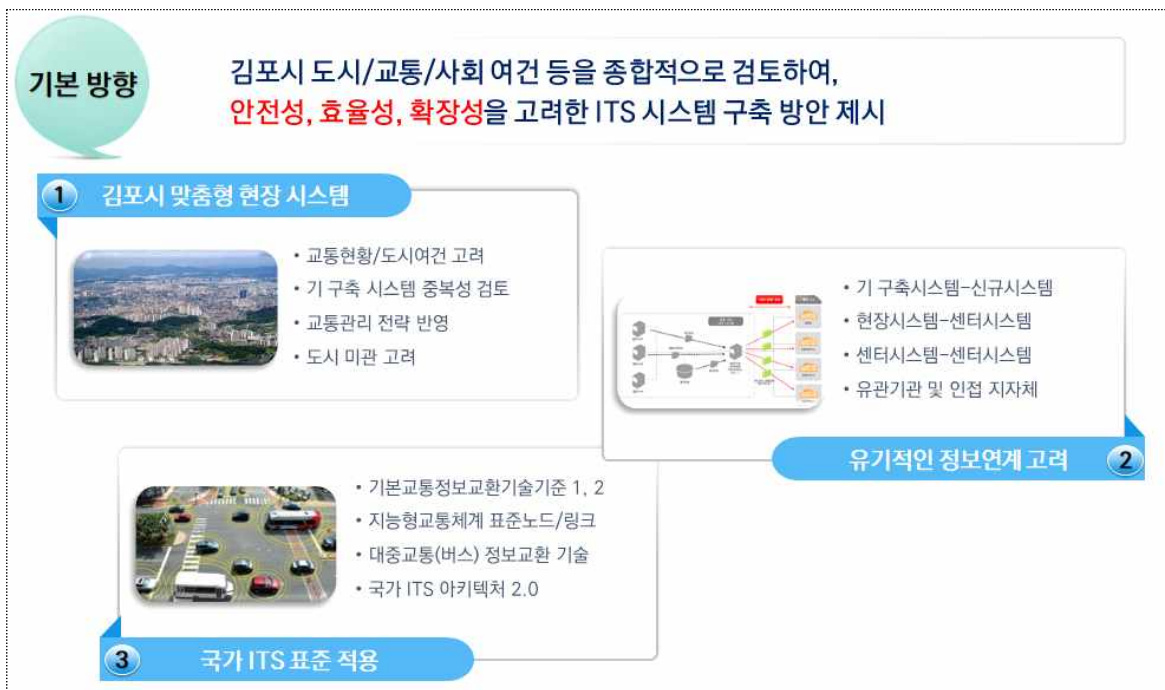 기본 방향
김포시 도시/교통/사회 여건 등을 종합적으로 검토하여,
안전성, 효율성, 확장성을 고려한 ITS 시스템 구축 방안 제시
1 김포시 맞춤형 현장 시스템
• 교통현황/도시여건 고려
• 기 구축 시스템 중복성 검토
• 교통관리 전략 반영
• 도시 미관 고려
• 기 구축시스템-신규시스템
• 현장시스템-센터시스템
• 센터시스템-센터시스템
• 유관기관 및 인접 지자체
유기적인 정보연계 고려 2
• 기본교통정보교환기술기준 1, 2
• 지능형교통체계 표준노드/링크
• 대중교통(버스) 정보교환 기술
• 국가 ITS 아키텍처 2.0
3 국가 ITS 표준 적용